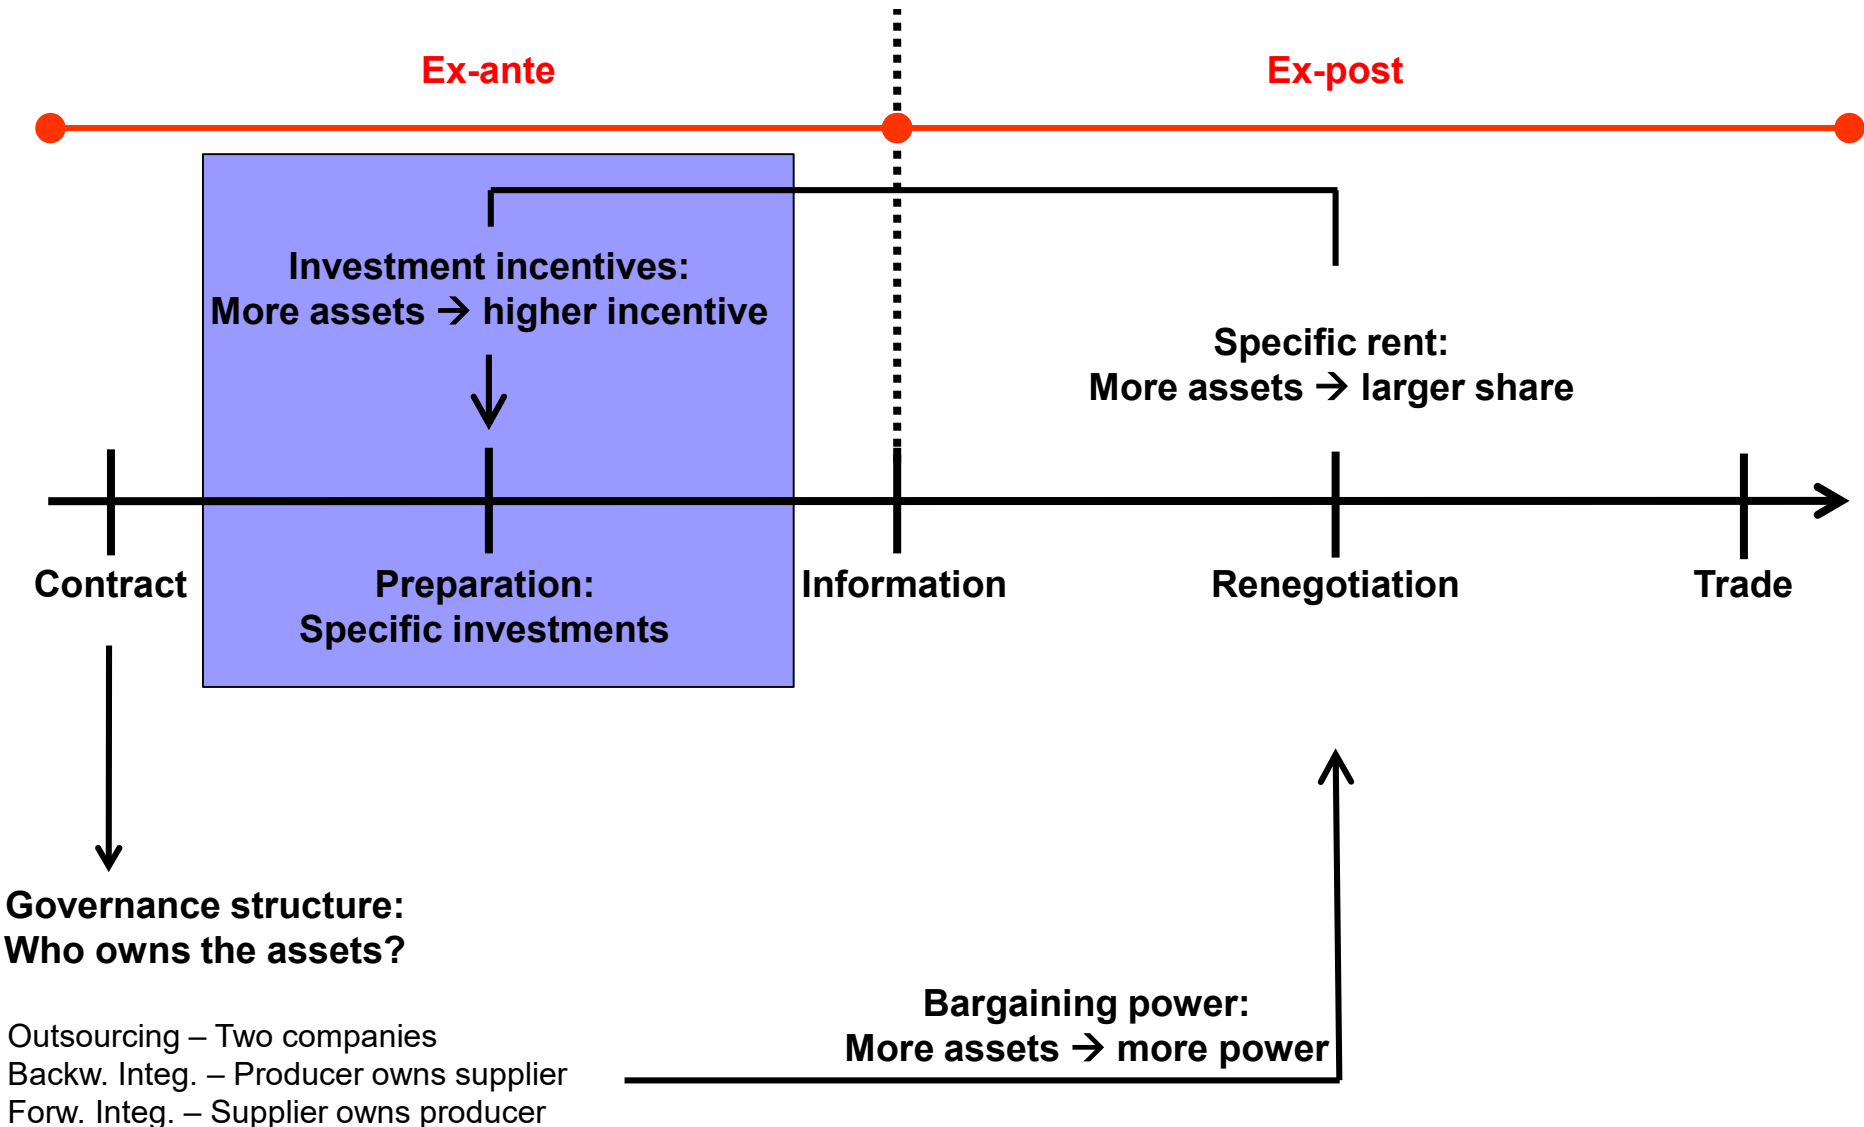 Ex-ante
Ex-post
Investment incentives:
More assets → higher incentive
Specific rent:
More assets → larger share
Contract
Preparation:
Specific investments
Information
Renegotiation
Trade
Governance structure:
Who owns the assets?
Outsourcing – Two companies
Backw. Integ. – Producer owns supplier
Forw. Integ. – Supplier owns producer
Bargaining power:
More assets → more power